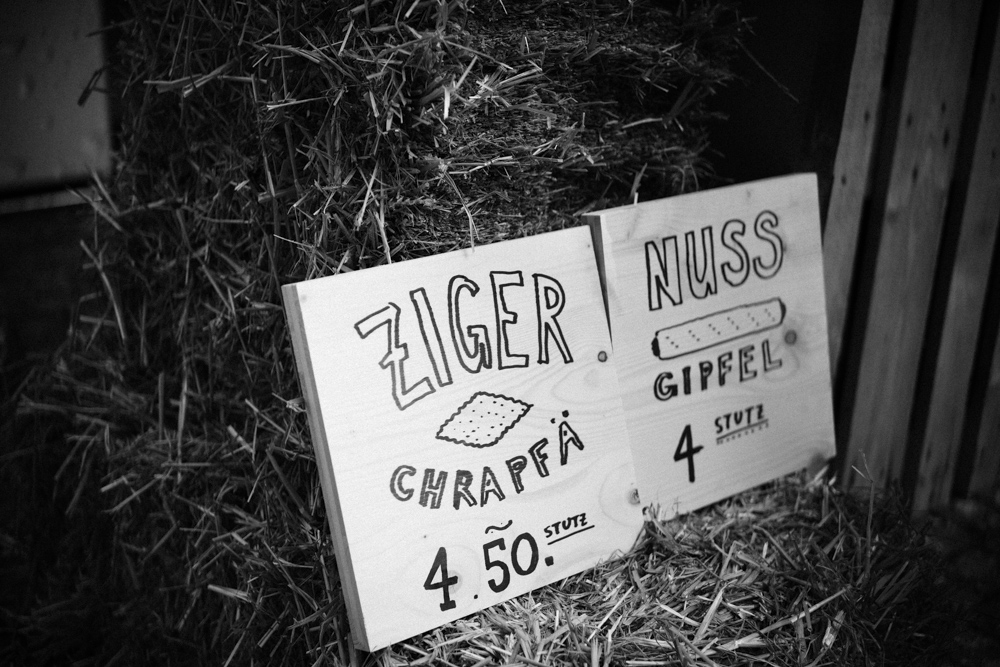 ZIGER
CHRAPFÄ
4.50. STUTZ
NUSS
GIPFEL
4 STUTZ